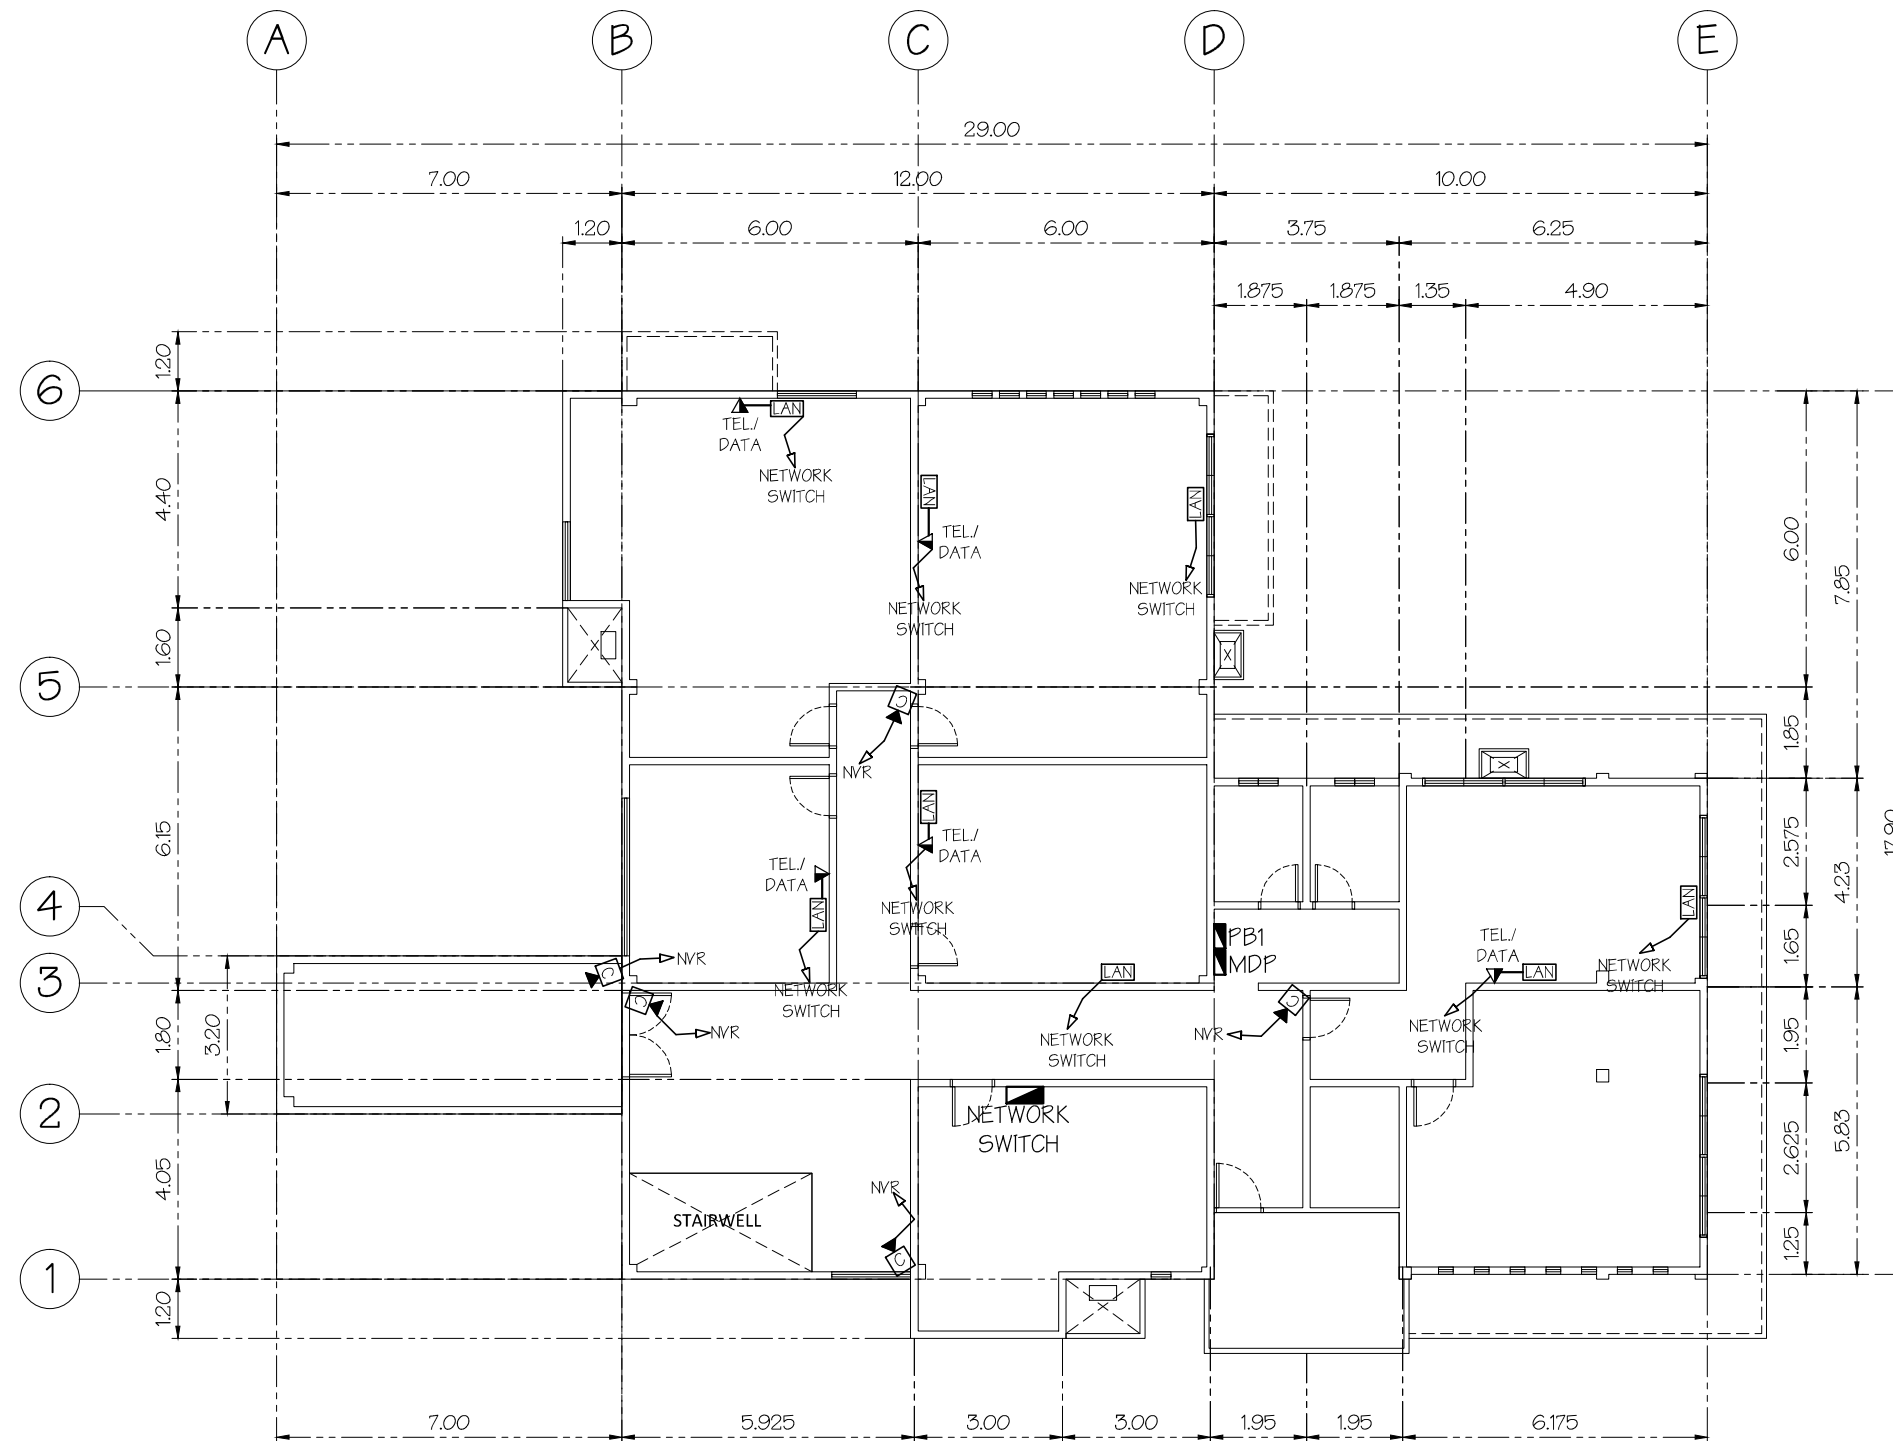 A B C D E
29.00
7.00 12.00 10.00
1.20 6.00 6.00 3.75 6.25
1.875 1.875 1.35 4.90
1.20
6
LAN
TEL./
DATA
NETWORK
SWITCH
4.40
LAN
TEL./
DATA
NETWORK
SWITCH
LAN
NETWORK
SWITCH
6.00
7.85
1.60
X
X
5
C
NVR
1.85
X
6.15
LAN
TEL./
DATA
NETWORK
SWITCH
2.575
4.23
17.90
TEL./
DATA
LAN
NETWORK
SWITCH
4
LAN
NETWORK
SWITCH
1.65
PB1
MDP
TEL./
DATA
LAN
NETWORK
SWITCH
C
NVR
3
LAN
NETWORK
SWITCH
C
NVR
C
NVR
1.80
3.20
1.95
2
NETWORK
SWITCH
4.05
2.625
5.83
NVR
C
STAIRWELL
1.25
1
1.20
X
7.00 5.925 3.00 3.00 1.95 1.95 6.175